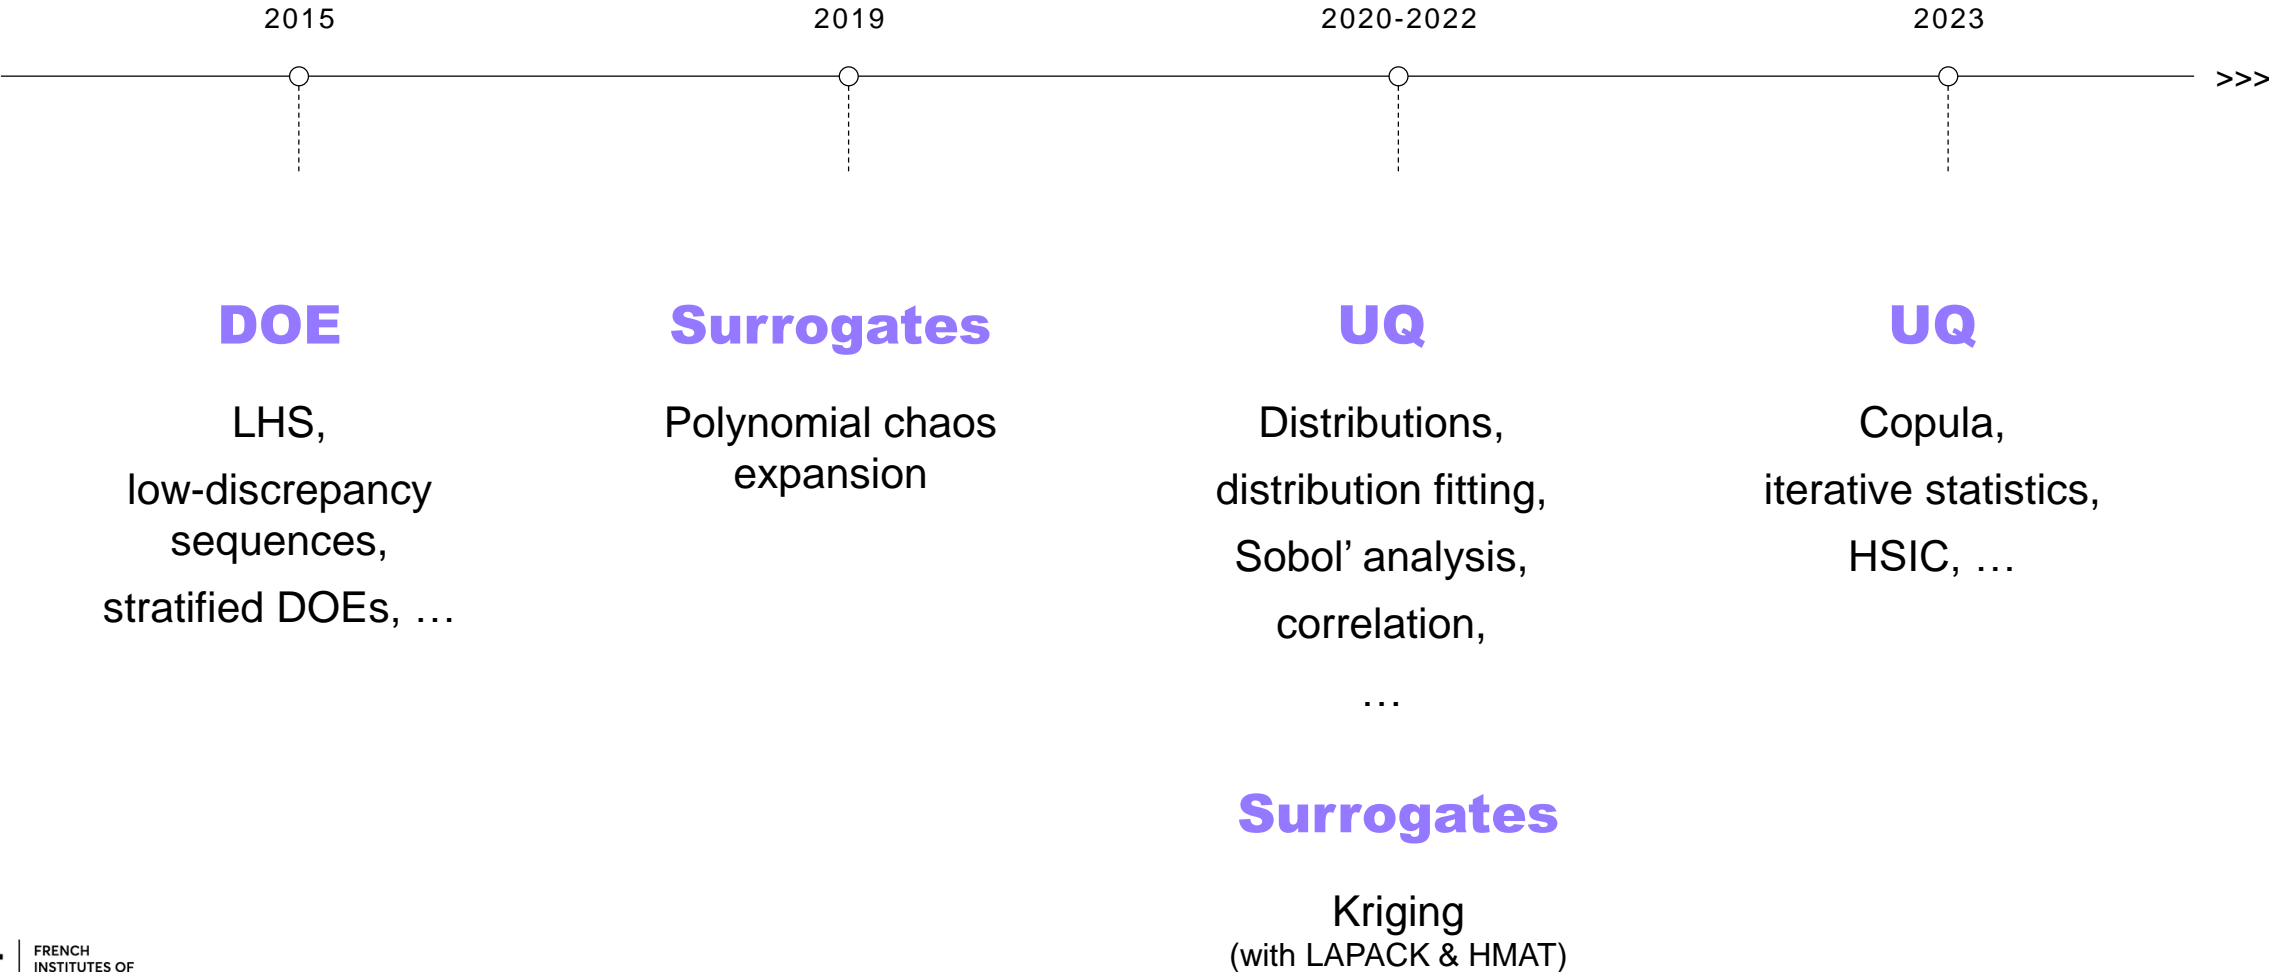 2015
2019
2020-2022
2023
>>>
DOE
LHS,
low-discrepancy
sequences,
stratified DOEs, …
Surrogates
Polynomial chaos
expansion
UQ
Distributions,
distribution fitting,
Sobol’ analysis,
correlation,
…
Surrogates
Kriging
(with LAPACK & HMAT)
UQ
Copula,
iterative statistics,
HSIC, …
FRENCH
INSTITUTES OF